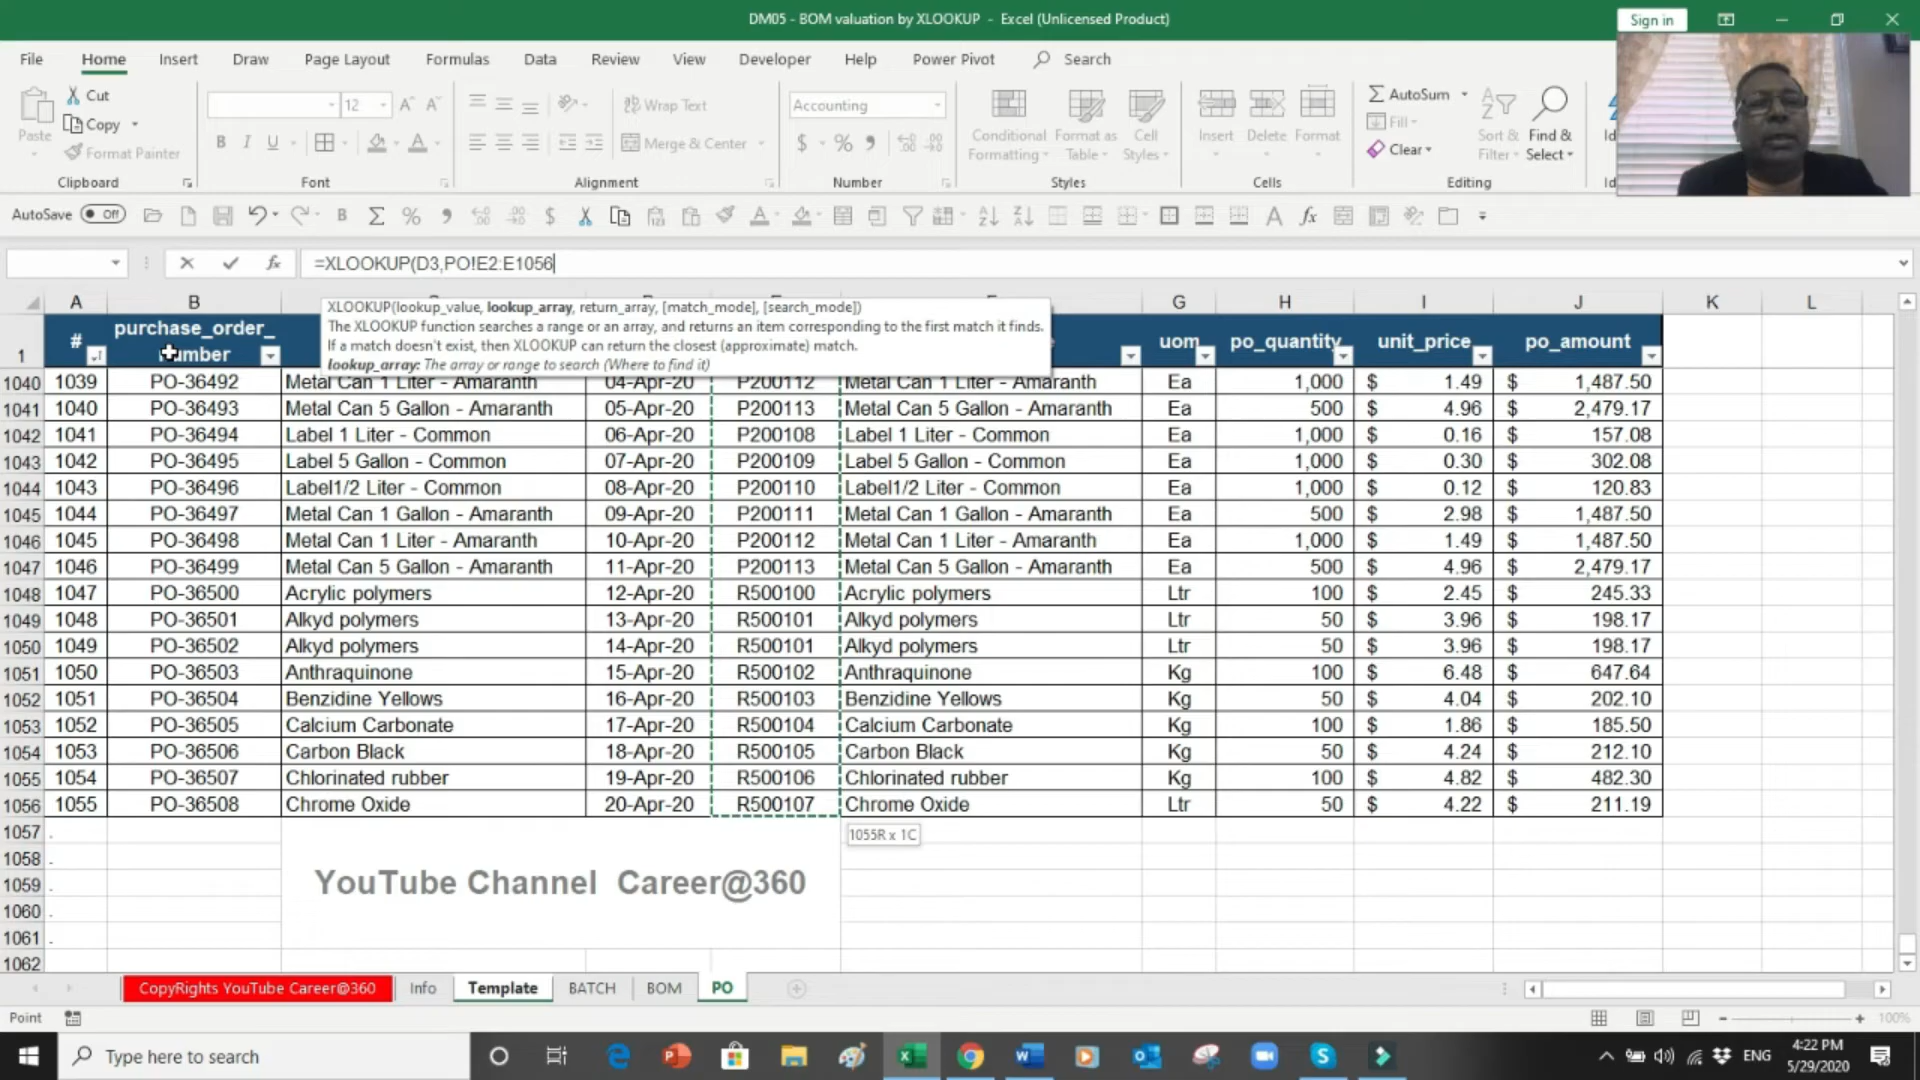 DM05 - BOM valuation by XLOOKUP - Excel (Unlicensed Product)
Sign in
File Home Insert Draw Page Layout Formulas Data Review View Developer Help Power Pivot Search
Paste
Cut
Copy
Format Painter
Clipboard
12
B I U
Font
Wrap Text
Merge & Center
Alignment
Accounting
$ % ,
Number
Conditional Formatting
Format as Table
Cell Styles
Styles
Insert Delete Format
Cells
AutoSum
Fill
Clear
Sort & Filter
Find & Select
Editing
Id
Id
AutoSave Off
=XLOOKUP(D3,PO!E2:E1056
XLOOKUP(lookup_value, lookup_array, return_array, [match_mode], [search_mode])
The XLOOKUP function searches a range or an array, and returns an item corresponding to the first match it finds.
If a match doesn't exist, then XLOOKUP can return the closest (approximate) match.
lookup_array: The array or range to search (Where to find it)
A B G H I J K L
1 # purchase_order_number uom po_quantity unit_price po_amount
1040 1039 PO-36492 Metal Can 1 Liter - Amaranth 04-Apr-20 P200112 Metal Can 1 Liter - Amaranth Ea 1,000 $ 1.49 $ 1,487.50
1041 1040 PO-36493 Metal Can 5 Gallon - Amaranth 05-Apr-20 P200113 Metal Can 5 Gallon - Amaranth Ea 500 $ 4.96 $ 2,479.17
1042 1041 PO-36494 Label 1 Liter - Common 06-Apr-20 P200108 Label 1 Liter - Common Ea 1,000 $ 0.16 $ 157.08
1043 1042 PO-36495 Label 5 Gallon - Common 07-Apr-20 P200109 Label 5 Gallon - Common Ea 1,000 $ 0.30 $ 302.08
1044 1043 PO-36496 Label1/2 Liter - Common 08-Apr-20 P200110 Label1/2 Liter - Common Ea 1,000 $ 0.12 $ 120.83
1045 1044 PO-36497 Metal Can 1 Gallon - Amaranth 09-Apr-20 P200111 Metal Can 1 Gallon - Amaranth Ea 500 $ 2.98 $ 1,487.50
1046 1045 PO-36498 Metal Can 1 Liter - Amaranth 10-Apr-20 P200112 Metal Can 1 Liter - Amaranth Ea 1,000 $ 1.49 $ 1,487.50
1047 1046 PO-36499 Metal Can 5 Gallon - Amaranth 11-Apr-20 P200113 Metal Can 5 Gallon - Amaranth Ea 500 $ 4.96 $ 2,479.17
1048 1047 PO-36500 Acrylic polymers 12-Apr-20 R500100 Acrylic polymers Ltr 100 $ 2.45 $ 245.33
1049 1048 PO-36501 Alkyd polymers 13-Apr-20 R500101 Alkyd polymers Ltr 50 $ 3.96 $ 198.17
1050 1049 PO-36502 Alkyd polymers 14-Apr-20 R500101 Alkyd polymers Ltr 50 $ 3.96 $ 198.17
1051 1050 PO-36503 Anthraquinone 15-Apr-20 R500102 Anthraquinone Kg 100 $ 6.48 $ 647.64
1052 1051 PO-36504 Benzidine Yellows 16-Apr-20 R500103 Benzidine Yellows Kg 50 $ 4.04 $ 202.10
1053 1052 PO-36505 Calcium Carbonate 17-Apr-20 R500104 Calcium Carbonate Kg 100 $ 1.86 $ 185.50
1054 1053 PO-36506 Carbon Black 18-Apr-20 R500105 Carbon Black Kg 50 $ 4.24 $ 212.10
1055 1054 PO-36507 Chlorinated rubber 19-Apr-20 R500106 Chlorinated rubber Kg 100 $ 4.82 $ 482.30
1056 1055 PO-36508 Chrome Oxide 20-Apr-20 R500107 Chrome Oxide Ltr 50 $ 4.22 $ 211.19
1057 .
1055R x 1C
1058 .
1059 .
YouTube Channel Career@360
1060 .
1061 .
1062
CopyRights YouTube Career@360 Info Template BATCH BOM PO
Point
100%
Type here to search
ENG
4:22 PM
5/29/2020